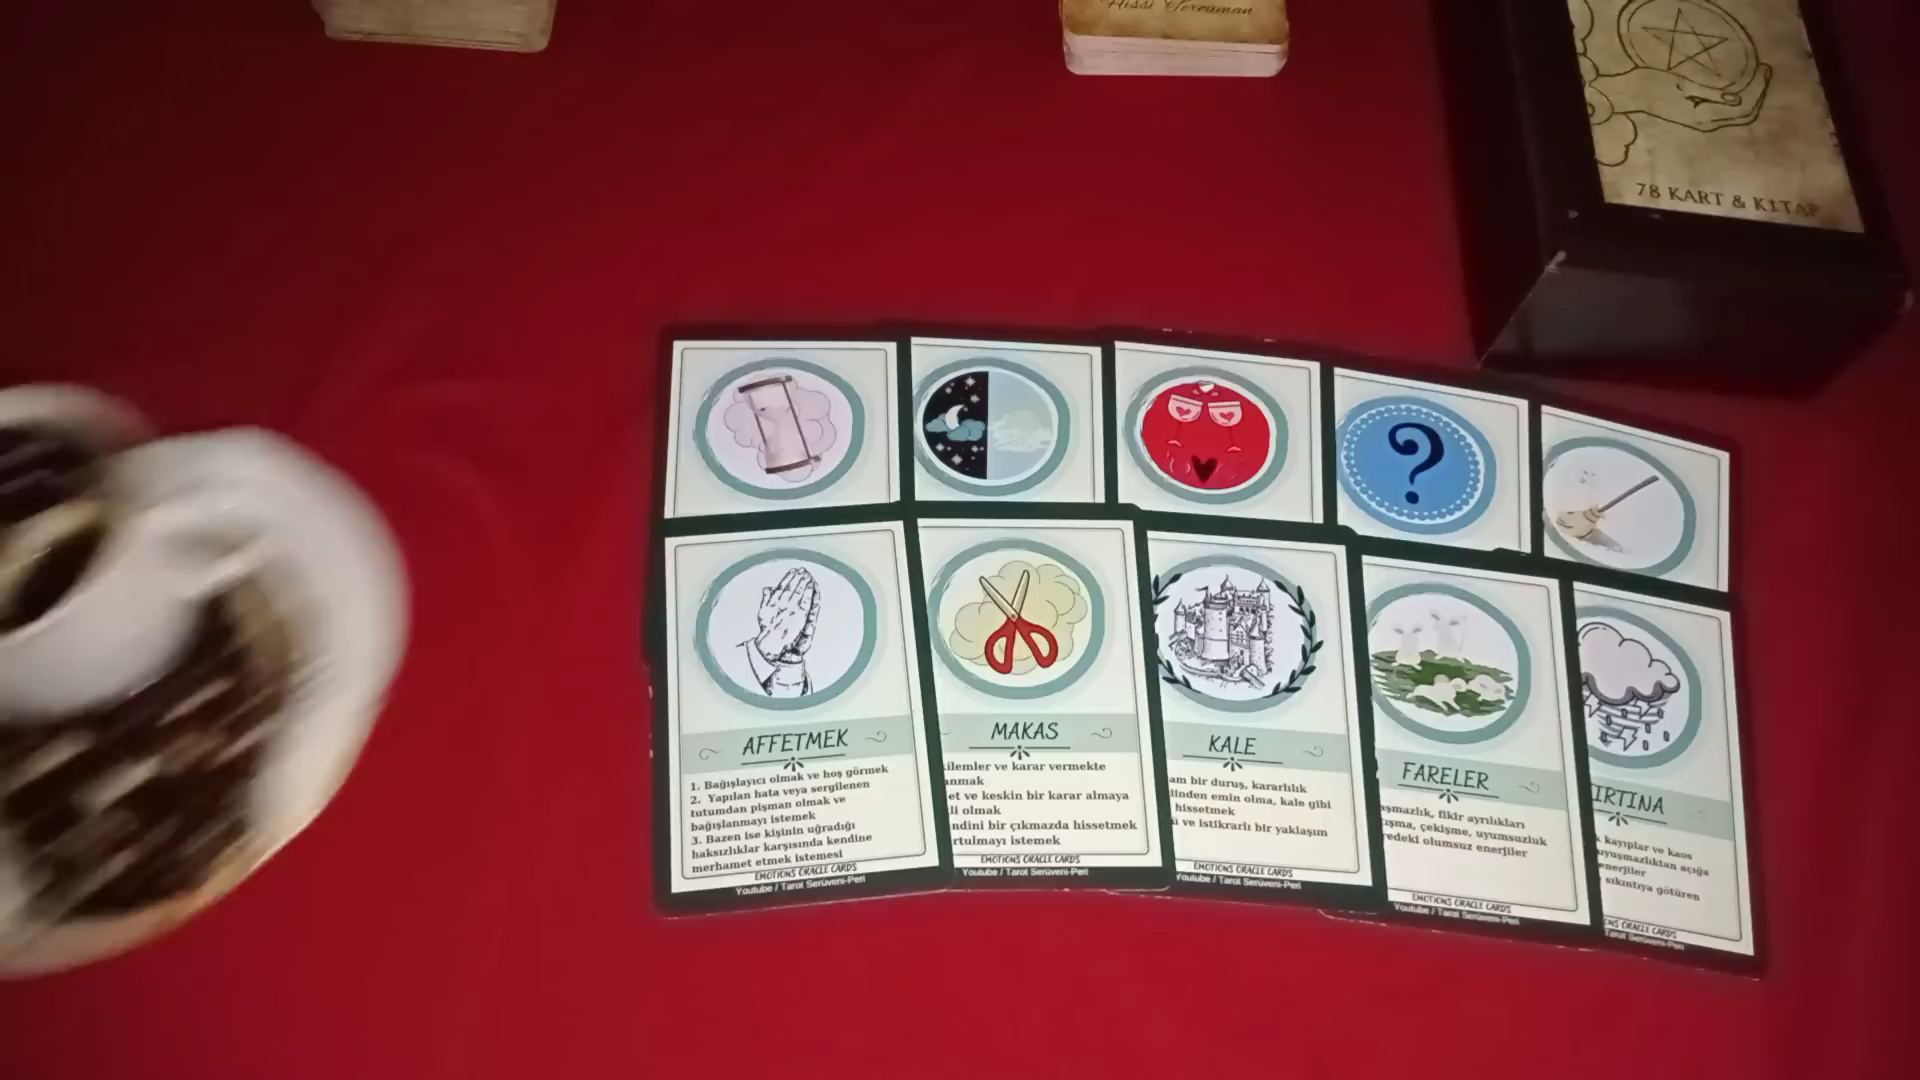 Hissi Tercüman
78 KART & KİTAP
?
AFFETMEK
1. Bağışlayıcı olmak ve hoş görmek
2. Yapılan hata veya sergilenen
tutumdan pişman olmak ve
bağışlanmayı istemek
3. Bazen ise kişinin uğradığı
haksızlıklar karşısında kendine
merhamet etmek istemesi
EMOTIONS ORACLE CARDS
Youtube / Tarot Serüveni-Peri
MAKAS
kilemler ve karar vermekte
anmak
et ve keskin bir karar almaya
li olmak
ndini bir çıkmazda hissetmek
rtulmayı istemek
EMOTIONS ORACLE CARDS
Youtube / Tarot Serüveni-Peri
KALE
am bir duruş, kararlılık
dinden emin olma, kale gibi
hissetmek
ü ve istikrarlı bir yaklaşım
EMOTIONS ORACLE CARDS
Youtube / Tarot Serüveni-Peri
FARELER
aşmazlık, fikir ayrılıkları
tışma, çekişme, uyumsuzluk
redeki olumsuz enerjiler
EMOTIONS ORACLE CARDS
Youtube / Tarot Serüveni-Peri
IRTINA
k kayıplar ve kaos
uyuşmazlıktan açığa
enerjiler
sıkıntıya götüren
ONS ORACLE CARDS
Tarot Serüveni-Peri